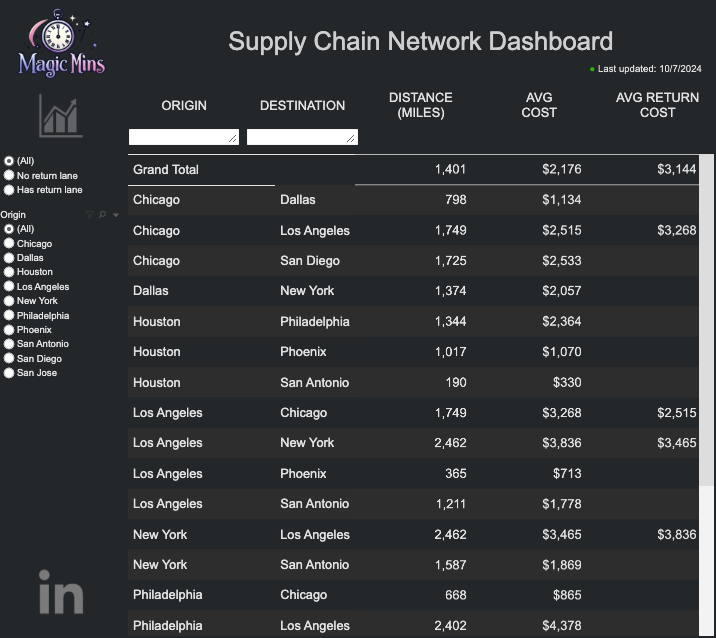 Magic Mins
Supply Chain Network Dashboard
Last updated: 10/7/2024
ORIGIN DESTINATION DISTANCE (MILES) AVG COST AVG RETURN COST
(All)
No return lane
Has return lane
Origin
(All)
Chicago
Dallas
Houston
Los Angeles
New York
Philadelphia
Phoenix
San Antonio
San Diego
San Jose
in
Grand Total 1,401 $2,176 $3,144
Chicago Dallas 798 $1,134
Chicago Los Angeles 1,749 $2,515 $3,268
Chicago San Diego 1,725 $2,533
Dallas New York 1,374 $2,057
Houston Philadelphia 1,344 $2,364
Houston Phoenix 1,017 $1,070
Houston San Antonio 190 $330
Los Angeles Chicago 1,749 $3,268 $2,515
Los Angeles New York 2,462 $3,836 $3,465
Los Angeles Phoenix 365 $713
Los Angeles San Antonio 1,211 $1,778
New York Los Angeles 2,462 $3,465 $3,836
New York San Antonio 1,587 $1,869
Philadelphia Chicago 668 $865
Philadelphia Los Angeles 2,402 $4,378